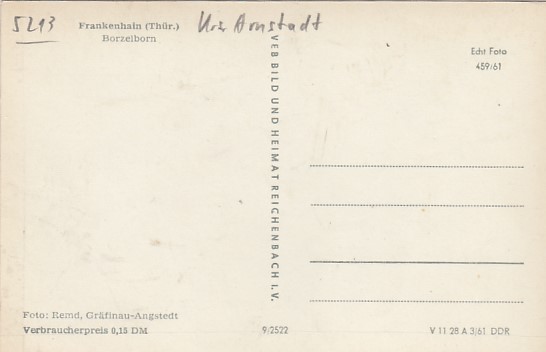 5213
Frankenhain (Thür.)
Borzelborn
Krs. Arnstadt
Echt Foto
459/61
VEB BILD UND HEIMAT REICHENBACH I. V.
Foto: Remd, Gräfinau-Angstedt
Verbraucherpreis 0,15 DM
9/2522
V 11 28 A 3/61 DDR